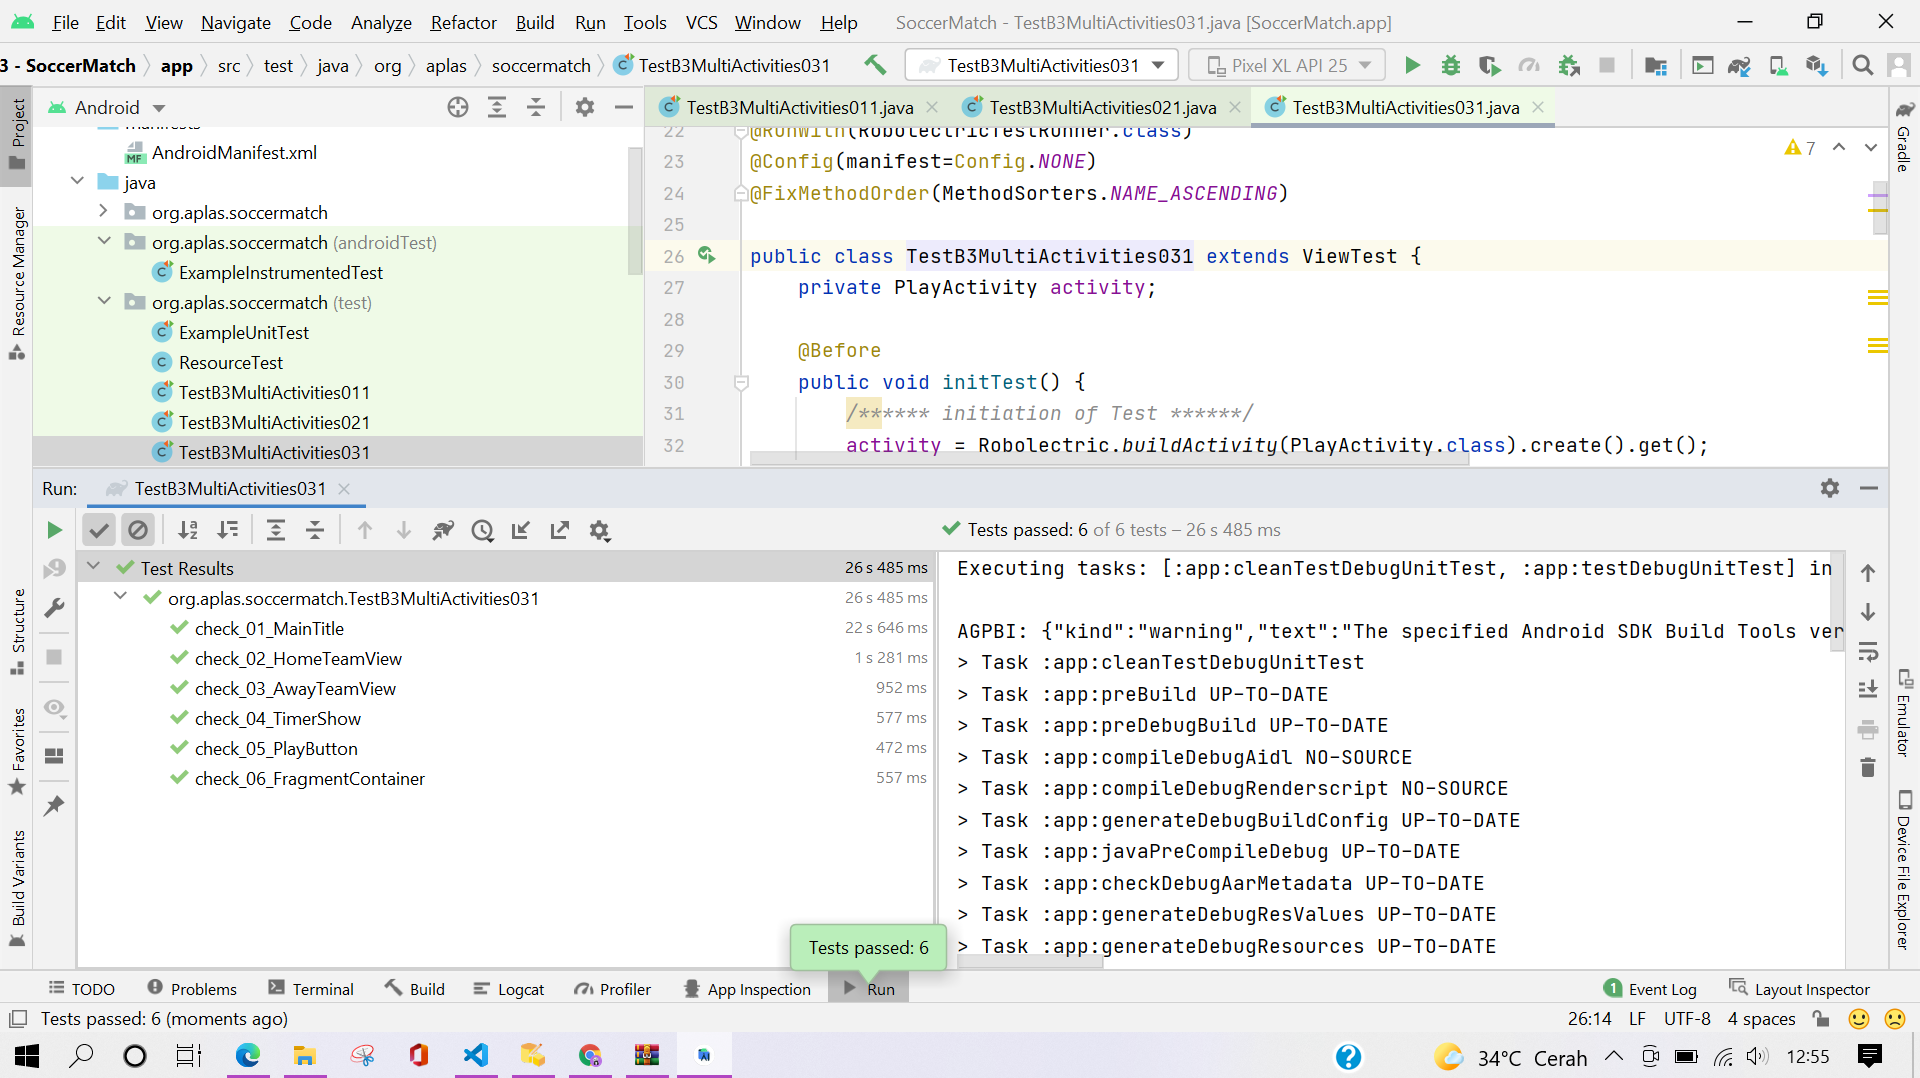 File Edit View Navigate Code Analyze Refactor Build Run Tools VCS Window Help SoccerMatch - TestB3MultiActivities031.java [SoccerMatch.app]
3 - SoccerMatch app src test java org aplas soccermatch TestB3MultiActivities031 TestB3MultiActivities031 Pixel XL API 25
Android
TestB3MultiActivities011.java TestB3MultiActivities021.java TestB3MultiActivities031.java
Project
Resource Manager
Structure
Favorites
Build Variants
manifests
AndroidManifest.xml
java
org.aplas.soccermatch
org.aplas.soccermatch (androidTest)
ExampleInstrumentedTest
org.aplas.soccermatch (test)
ExampleUnitTest
ResourceTest
TestB3MultiActivities011
TestB3MultiActivities021
TestB3MultiActivities031
22 @RunWith(RobolectricTestRunner.class)
23 @Config(manifest=Config.NONE)
24 @FixMethodOrder(MethodSorters.NAME_ASCENDING)
25
26 public class TestB3MultiActivities031 extends ViewTest {
27 private PlayActivity activity;
28
29 @Before
30 public void initTest() {
31 /****** initiation of Test ******/
32 activity = Robolectric.buildActivity(PlayActivity.class).create().get();
7
Gradle
Emulator
Device File Explorer
Run: TestB3MultiActivities031
Tests passed: 6 of 6 tests – 26 s 485 ms
Test Results 26 s 485 ms
org.aplas.soccermatch.TestB3MultiActivities031 26 s 485 ms
check_01_MainTitle 22 s 646 ms
check_02_HomeTeamView 1 s 281 ms
check_03_AwayTeamView 952 ms
check_04_TimerShow 577 ms
check_05_PlayButton 472 ms
check_06_FragmentContainer 557 ms
Executing tasks: [:app:cleanTestDebugUnitTest, :app:testDebugUnitTest] in
AGPBI: {"kind":"warning","text":"The specified Android SDK Build Tools ver
> Task :app:cleanTestDebugUnitTest
> Task :app:preBuild UP-TO-DATE
> Task :app:preDebugBuild UP-TO-DATE
> Task :app:compileDebugAidl NO-SOURCE
> Task :app:compileDebugRenderscript NO-SOURCE
> Task :app:generateDebugBuildConfig UP-TO-DATE
> Task :app:javaPreCompileDebug UP-TO-DATE
> Task :app:checkDebugAarMetadata UP-TO-DATE
> Task :app:generateDebugResValues UP-TO-DATE
> Task :app:generateDebugResources UP-TO-DATE
Tests passed: 6
TODO Problems Terminal Build Logcat Profiler App Inspection Run 1 Event Log Layout Inspector
Tests passed: 6 (moments ago) 26:14 LF UTF-8 4 spaces
34°C Cerah 12:55